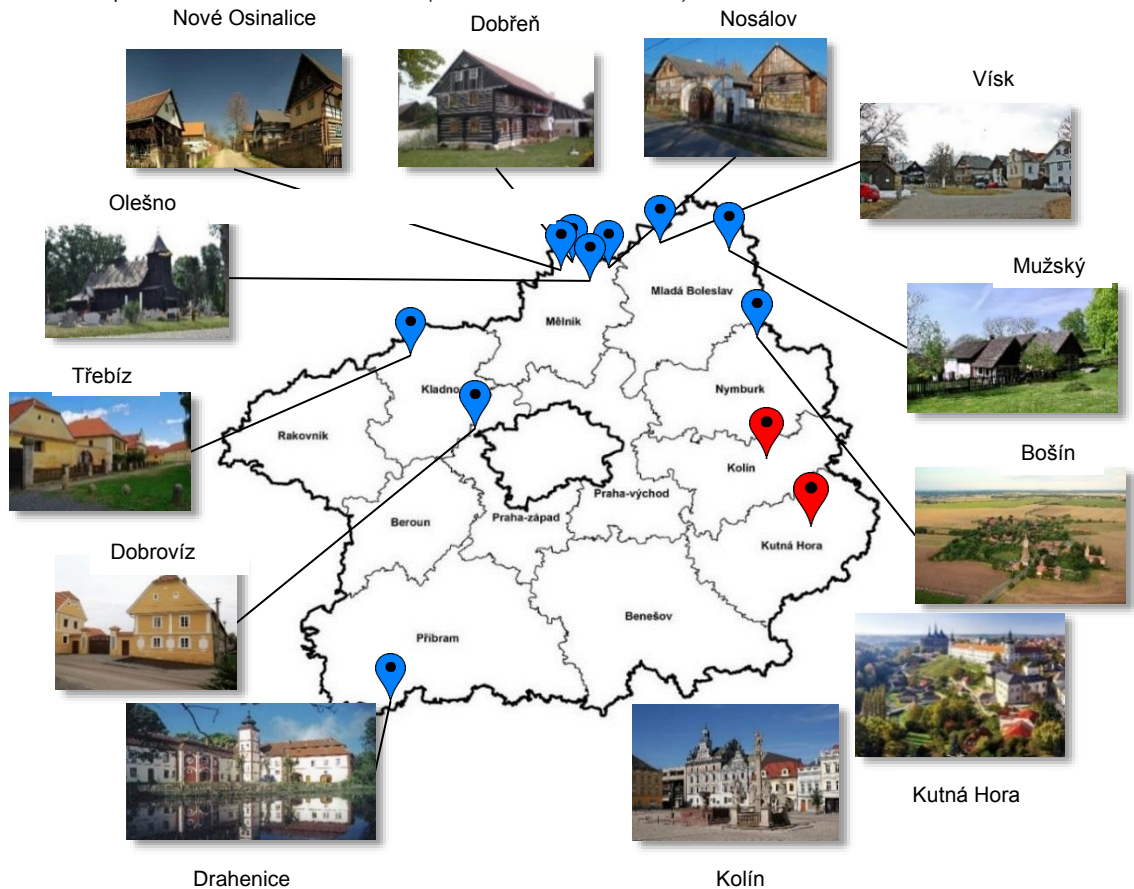 Nové Osinalice
Dobřeň
Nosálov
Vísk
Olešno
Mladá Boleslav
Mužský
Mělník
Třebíz
Kladno
Nymburk
Rakovník
Kolín
Bošín
Praha-východ
Beroun
Praha-západ
Kutná Hora
Dobrovíz
Benešov
Příbram
Kutná Hora
Drahenice
Kolín